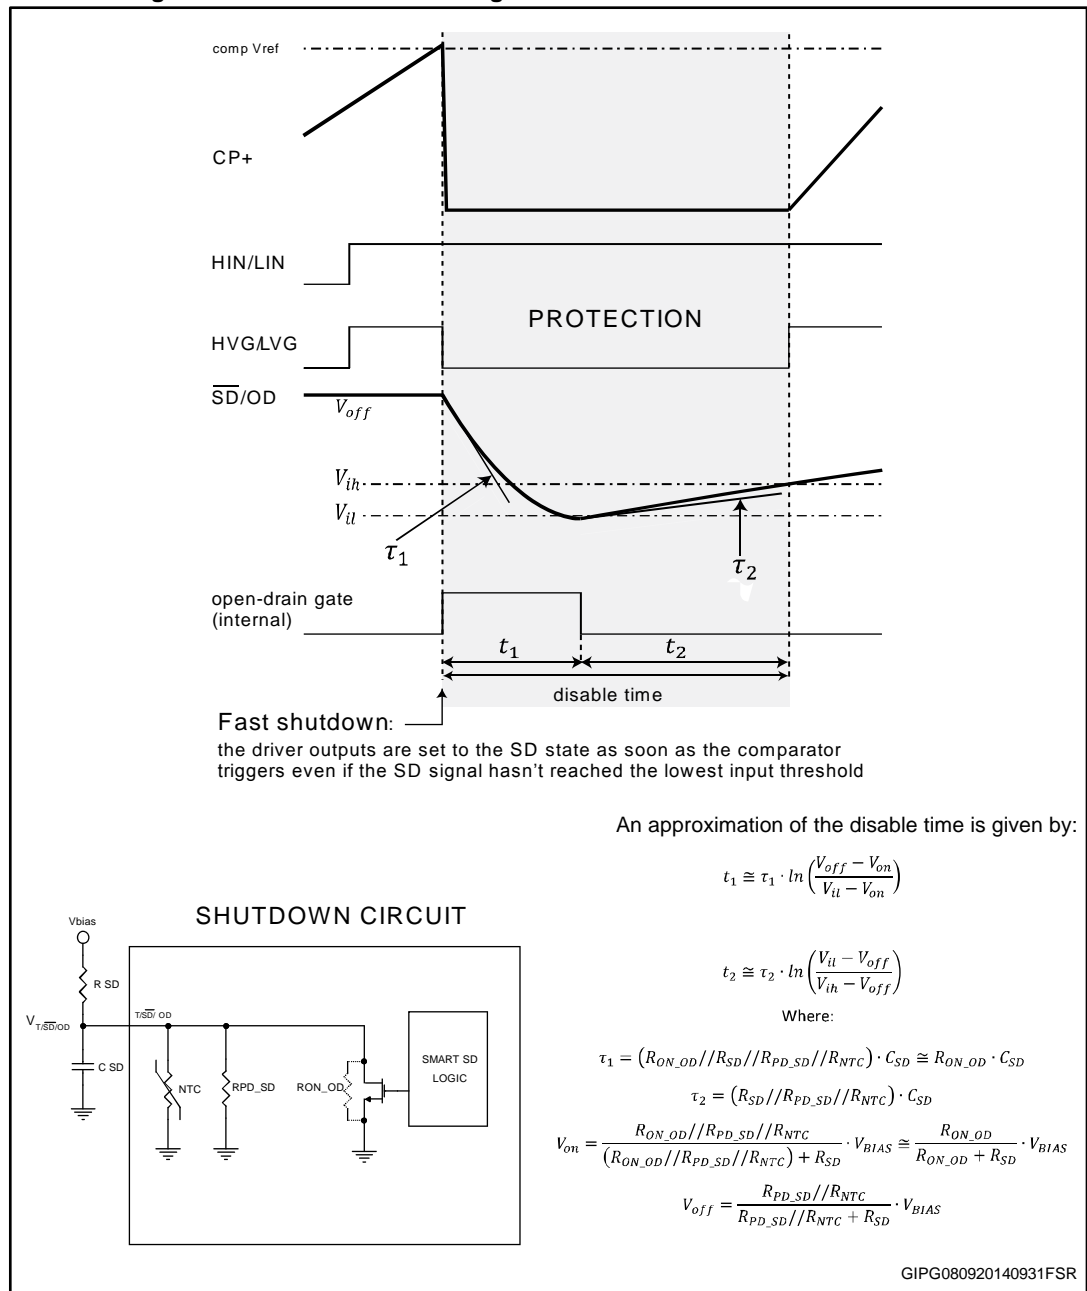 comp Vref
CP+
HIN/LIN
PROTECTION
HVG/LVG
SD/OD
V_off
V_ih
V_il
τ_1
τ_2
open-drain gate
(internal)
t_1
t_2
disable time
Fast shutdown:
the driver outputs are set to the SD state as soon as the comparator
triggers even if the SD signal hasn't reached the lowest input threshold
An approximation of the disable time is given by:
t_1 ≅ τ_1 · ln((V_off − V_on)/(V_il − V_on))
t_2 ≅ τ_2 · ln((V_il − V_off)/(V_ih − V_off))
Where:
τ_1 = (R_ON_OD//R_SD//R_PD_SD//R_NTC) · C_SD ≅ R_ON_OD · C_SD
τ_2 = (R_SD//R_PD_SD//R_NTC) · C_SD
V_on = (R_ON_OD//R_PD_SD//R_NTC)/((R_ON_OD//R_PD_SD//R_NTC) + R_SD) · V_BIAS ≅ R_ON_OD/(R_ON_OD + R_SD) · V_BIAS
V_off = (R_PD_SD//R_NTC)/(R_PD_SD//R_NTC + R_SD) · V_BIAS
SHUTDOWN CIRCUIT
Vbias
R SD
V T/SD/OD
T/SD/ OD
C SD
NTC
RPD_SD
RON_OD
SMART SD
LOGIC
GIPG080920140931FSR